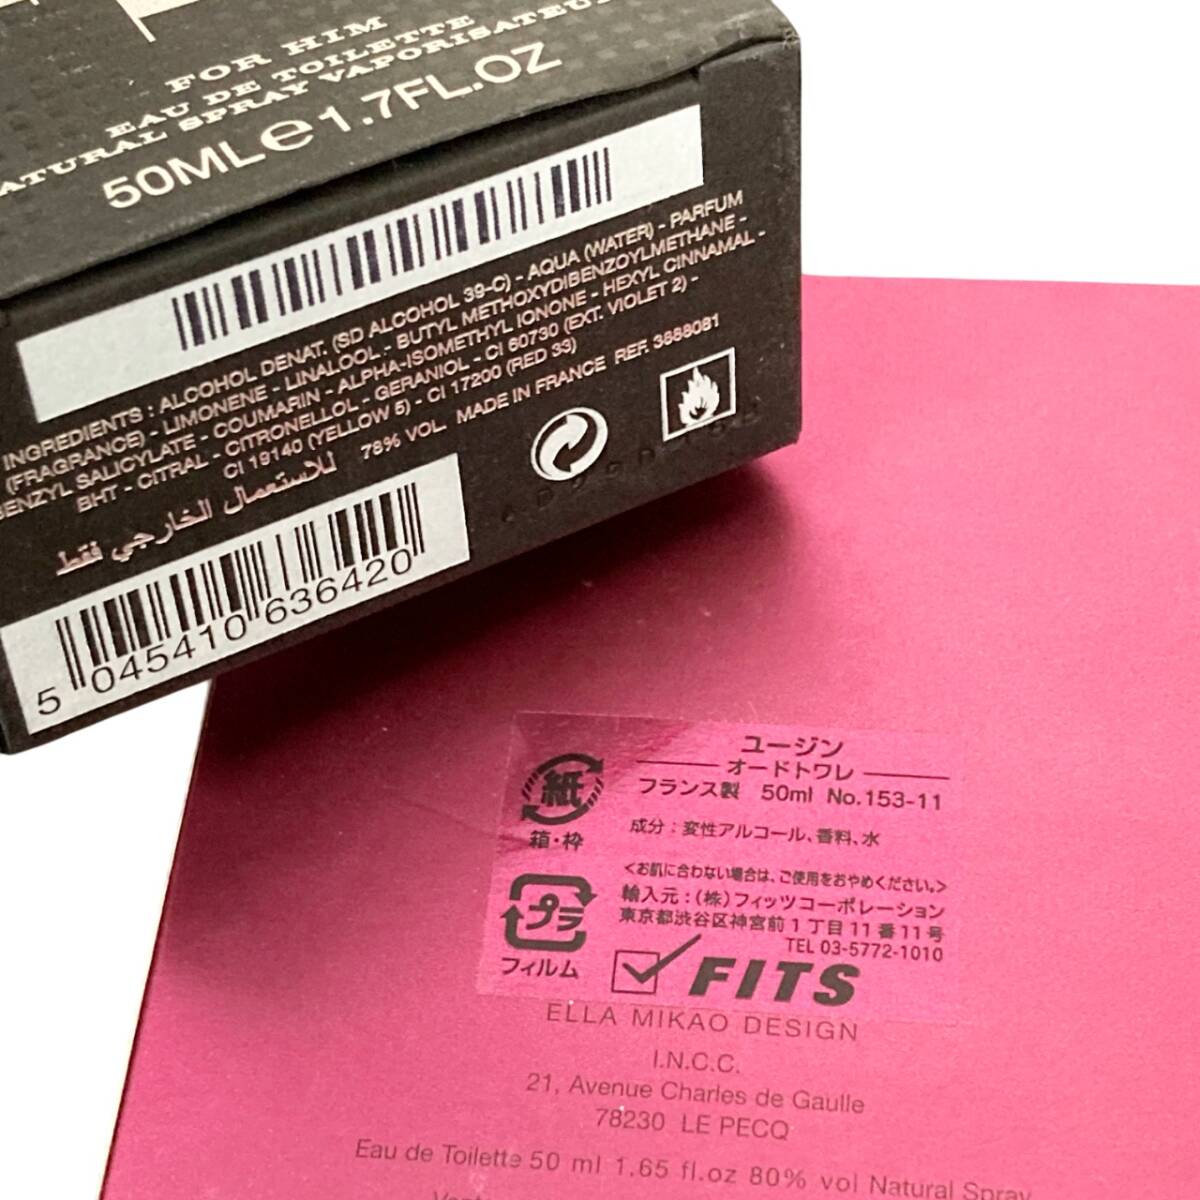 FOR HIM
EAU DE TOILETTE
NATURAL SPRAY VAPORISATEUR
50ML℮1.7FL.OZ
INGREDIENTS : ALCOHOL DENAT. (SD ALCOHOL 39-C) - AQUA (WATER) - PARFUM
(FRAGRANCE) - LIMONENE - LINALOOL - BUTYL METHOXYDIBENZOYLMETHANE -
BENZYL SALICYLATE - COUMARIN - ALPHA-ISOMETHYL IONONE - HEXYL CINNAMAL -
BHT - CITRAL - CITRONELLOL - GERANIOL - CI 60730 (EXT. VIOLET 2) -
CI 19140 (YELLOW 5) - CI 17200 (RED 33)
78% VOL. MADE IN FRANCE REF. 3888081
للاستعمال الخارجي فقط
5 045410 636420
ユージン
オードトワレ
フランス製 50ml No.153-11
紙
箱・枠
成分：変性アルコール、香料、水
<お肌に合わない場合は、ご使用をおやめください。>
プラ
フィルム
輸入元：(株)フィッツコーポレーション
東京都渋谷区神宮前1丁目11番11号
TEL 03-5772-1010
FITS
ELLA MIKAO DESIGN
I.N.C.C.
21, Avenue Charles de Gaulle
78230 LE PECQ
Eau de Toilette 50 ml 1.65 fl.oz 80% vol Natural Spray